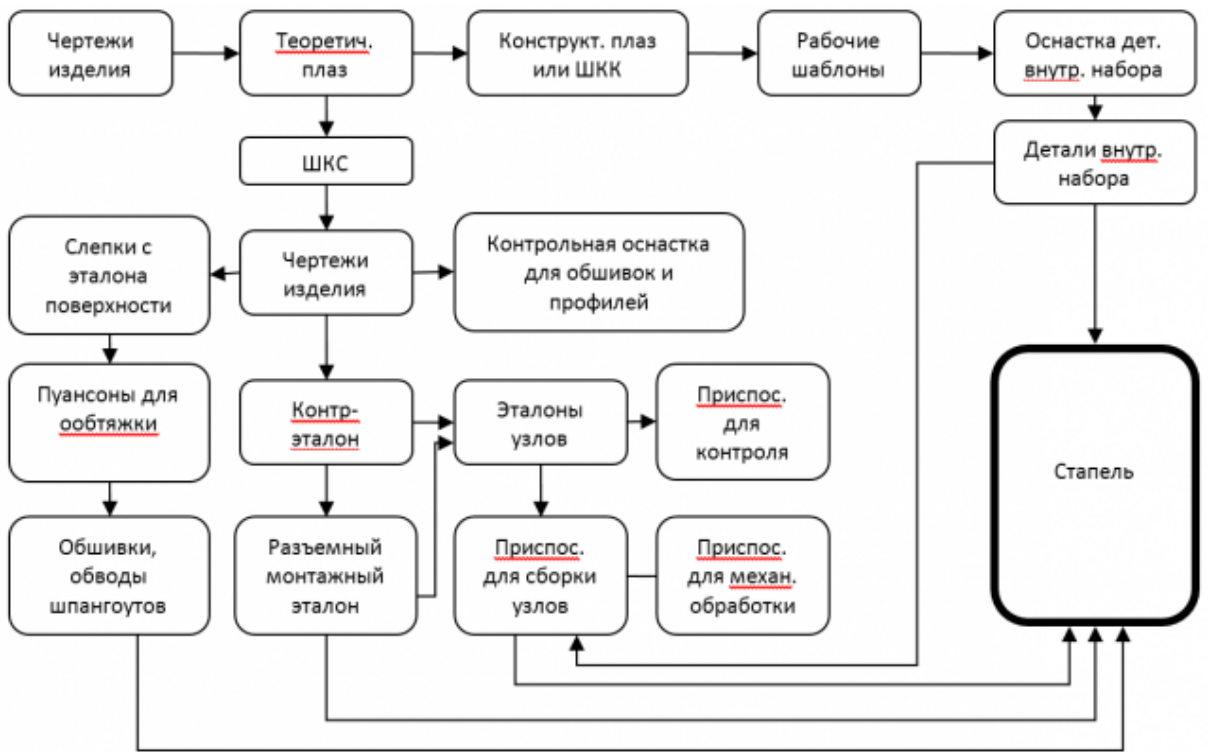 Чертежи
изделия
Теоретич.
плаз
Конструкт. плаз
или ШКК
Рабочие
шаблоны
Оснастка дет.
внутр. набора
ШКС
Детали внутр.
набора
Слепки с
эталона
поверхности
Чертежи
изделия
Контрольная оснастка
для обшивок и
профилей
Пуансоны для
ообтяжки
Контр-
эталон
Эталоны
узлов
Приспос.
для
контроля
Стапель
Обшивки,
обводы
шпангоутов
Разъемный
монтажный
эталон
Приспос.
для сборки
узлов
Приспос.
для механ.
обработки